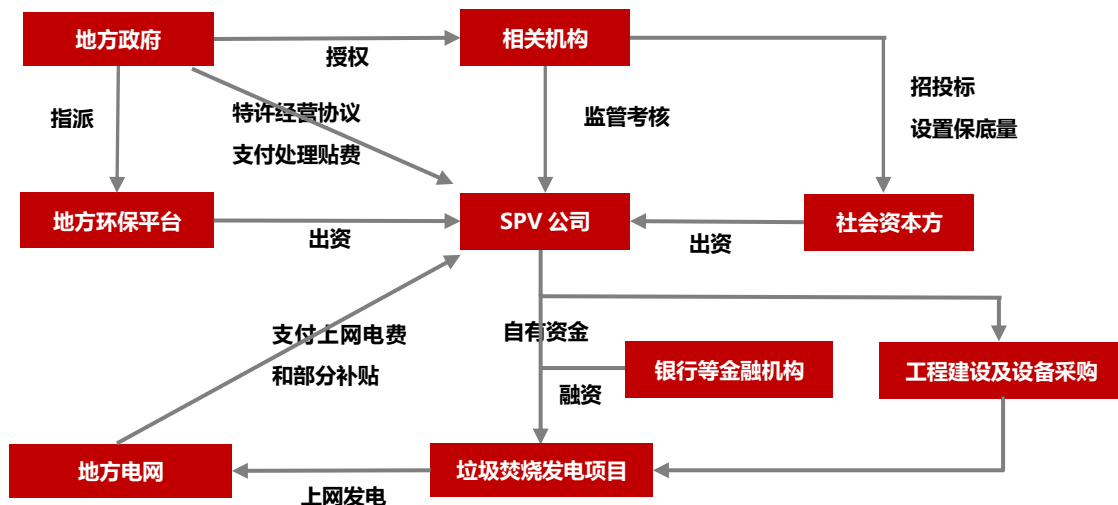 地方政府
授权
相关机构
指派
特许经营协议
支付处理贴费
监管考核
招投标
设置保底量
地方环保平台
出资
SPV 公司
出资
社会资本方
支付上网电费
和部分补贴
自有资金
银行等金融机构
融资
工程建设及设备采购
地方电网
上网发电
垃圾焚烧发电项目